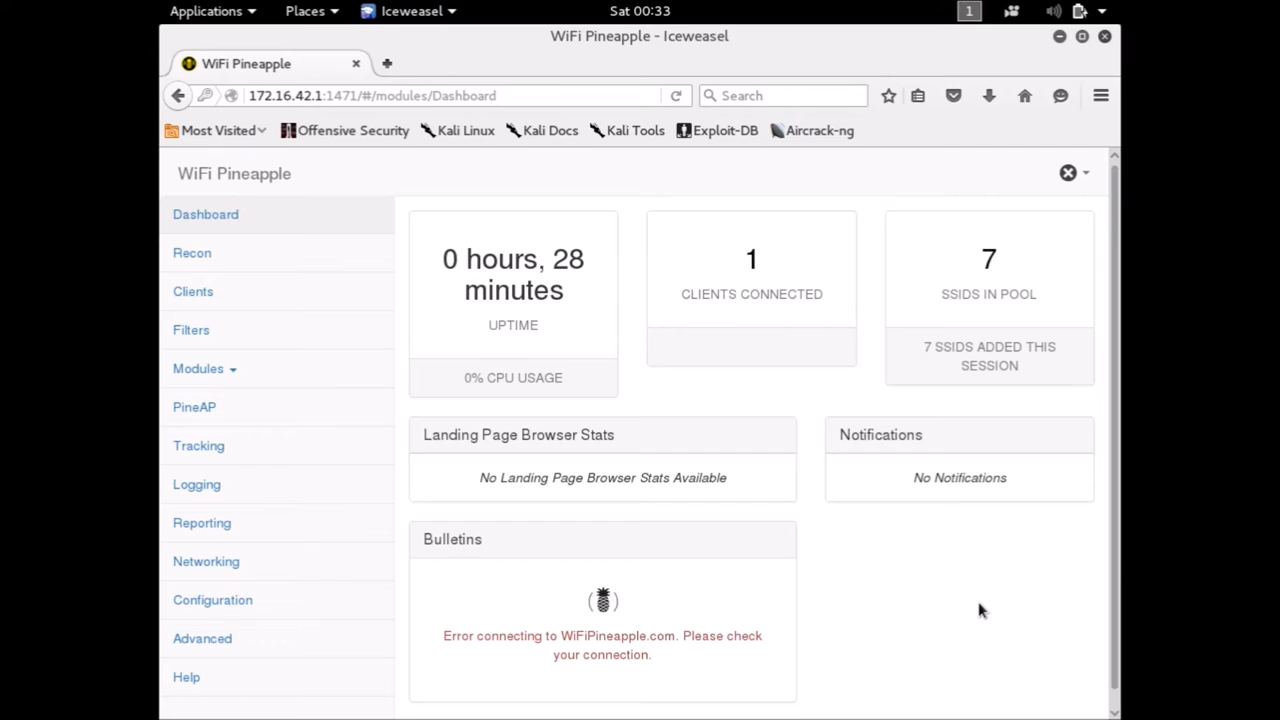 Applications Places Iceweasel Sat 00:33 1
WiFi Pineapple - Iceweasel
WiFi Pineapple
172.16.42.1:1471/#/modules/Dashboard Search
Most Visited Offensive Security Kali Linux Kali Docs Kali Tools Exploit-DB Aircrack-ng
WiFi Pineapple
Dashboard
Recon
Clients
Filters
Modules
PineAP
Tracking
Logging
Reporting
Networking
Configuration
Advanced
Help
0 hours, 28
minutes
UPTIME
0% CPU USAGE
1
CLIENTS CONNECTED
7
SSIDS IN POOL
7 SSIDS ADDED THIS
SESSION
Landing Page Browser Stats
No Landing Page Browser Stats Available
Notifications
No Notifications
Bulletins
Error connecting to WiFiPineapple.com. Please check
your connection.